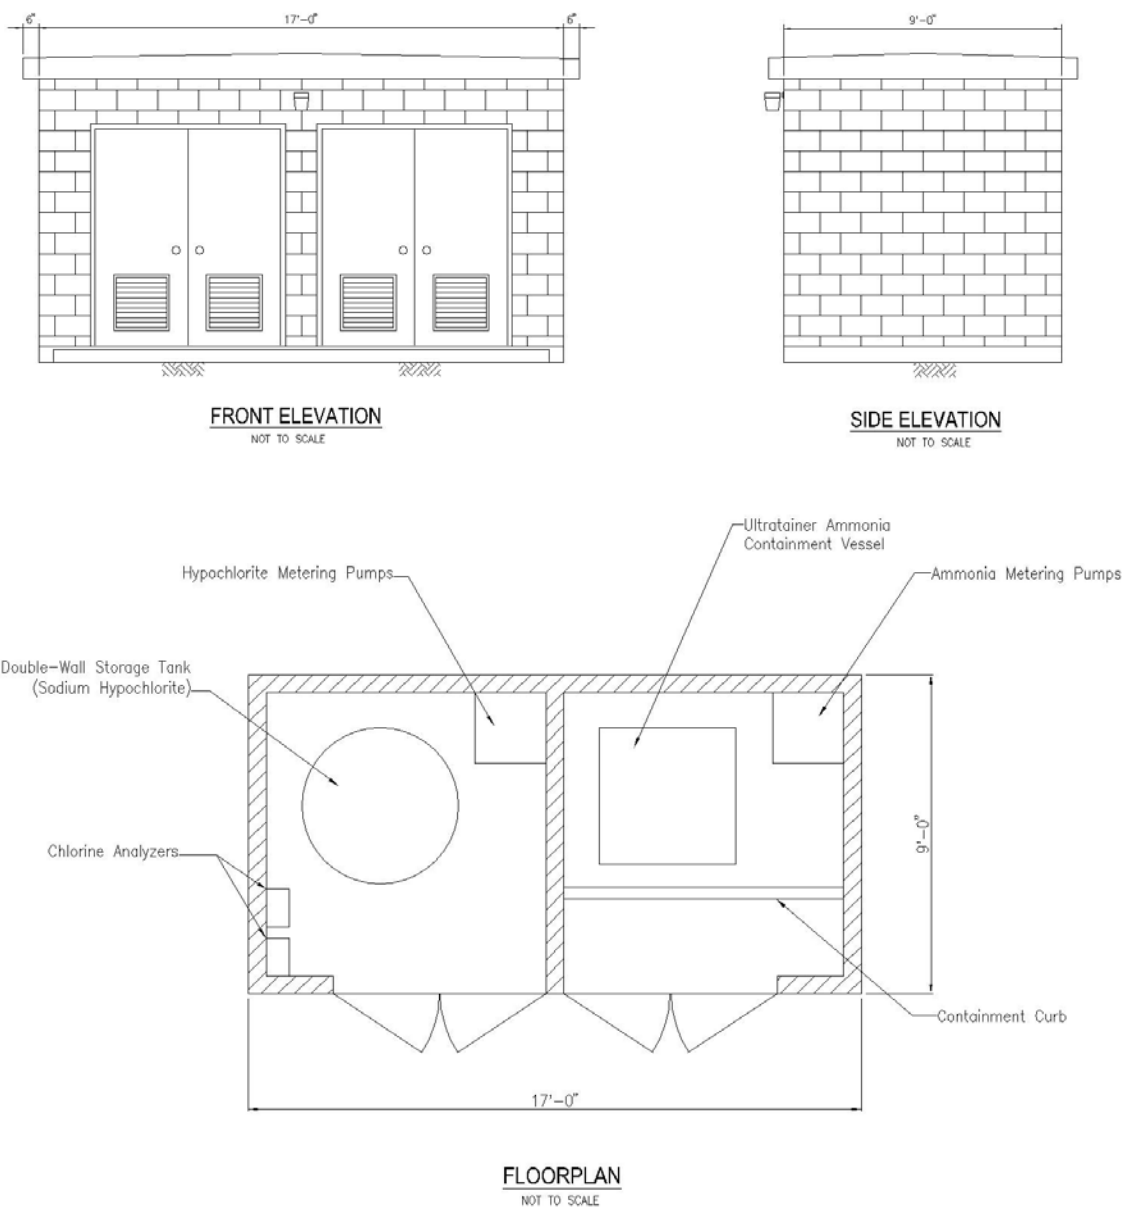 6"
17'-0"
6"
9'-0"
FRONT ELEVATION
NOT TO SCALE
SIDE ELEVATION
NOT TO SCALE
Ultratainer Ammonia
Containment Vessel
Hypochlorite Metering Pumps
Ammonia Metering Pumps
Double-Wall Storage Tank
(Sodium Hypochlorite)
Chlorine Analyzers
9'-0"
Containment Curb
17'-0"
FLOORPLAN
NOT TO SCALE